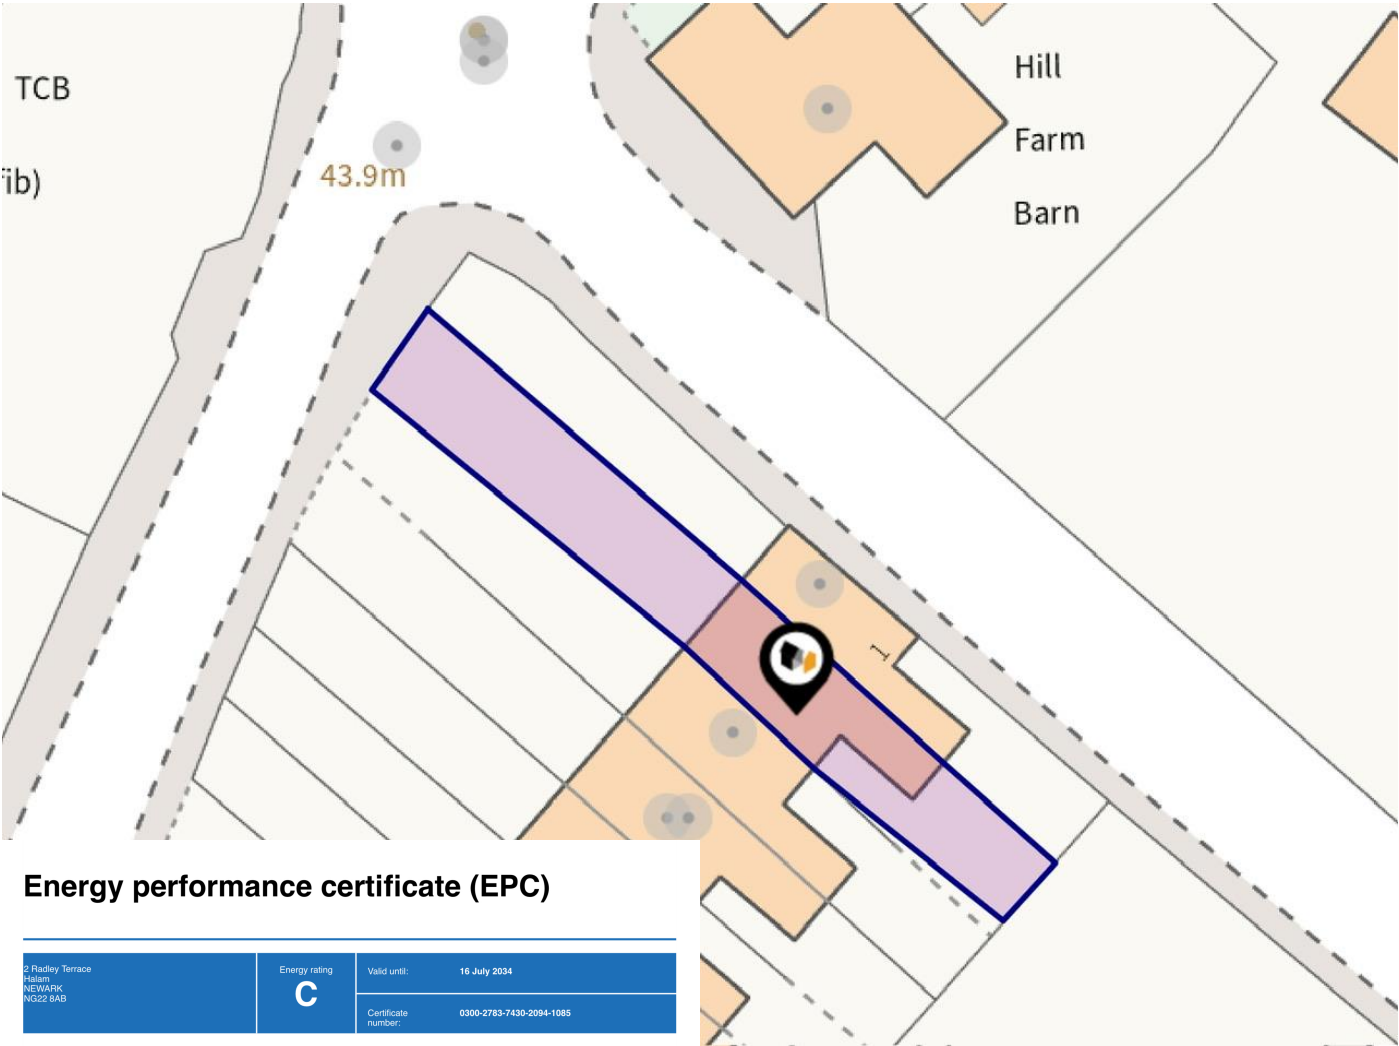 TCB
fib)
43.9m
Hill
Farm
Barn
1
Energy performance certificate (EPC)
2 Radley Terrace
Halam
NEWARK
NG22 8AB
Energy rating
C
Valid until:
16 July 2034
Certificate
number:
0300-2783-7430-2094-1085